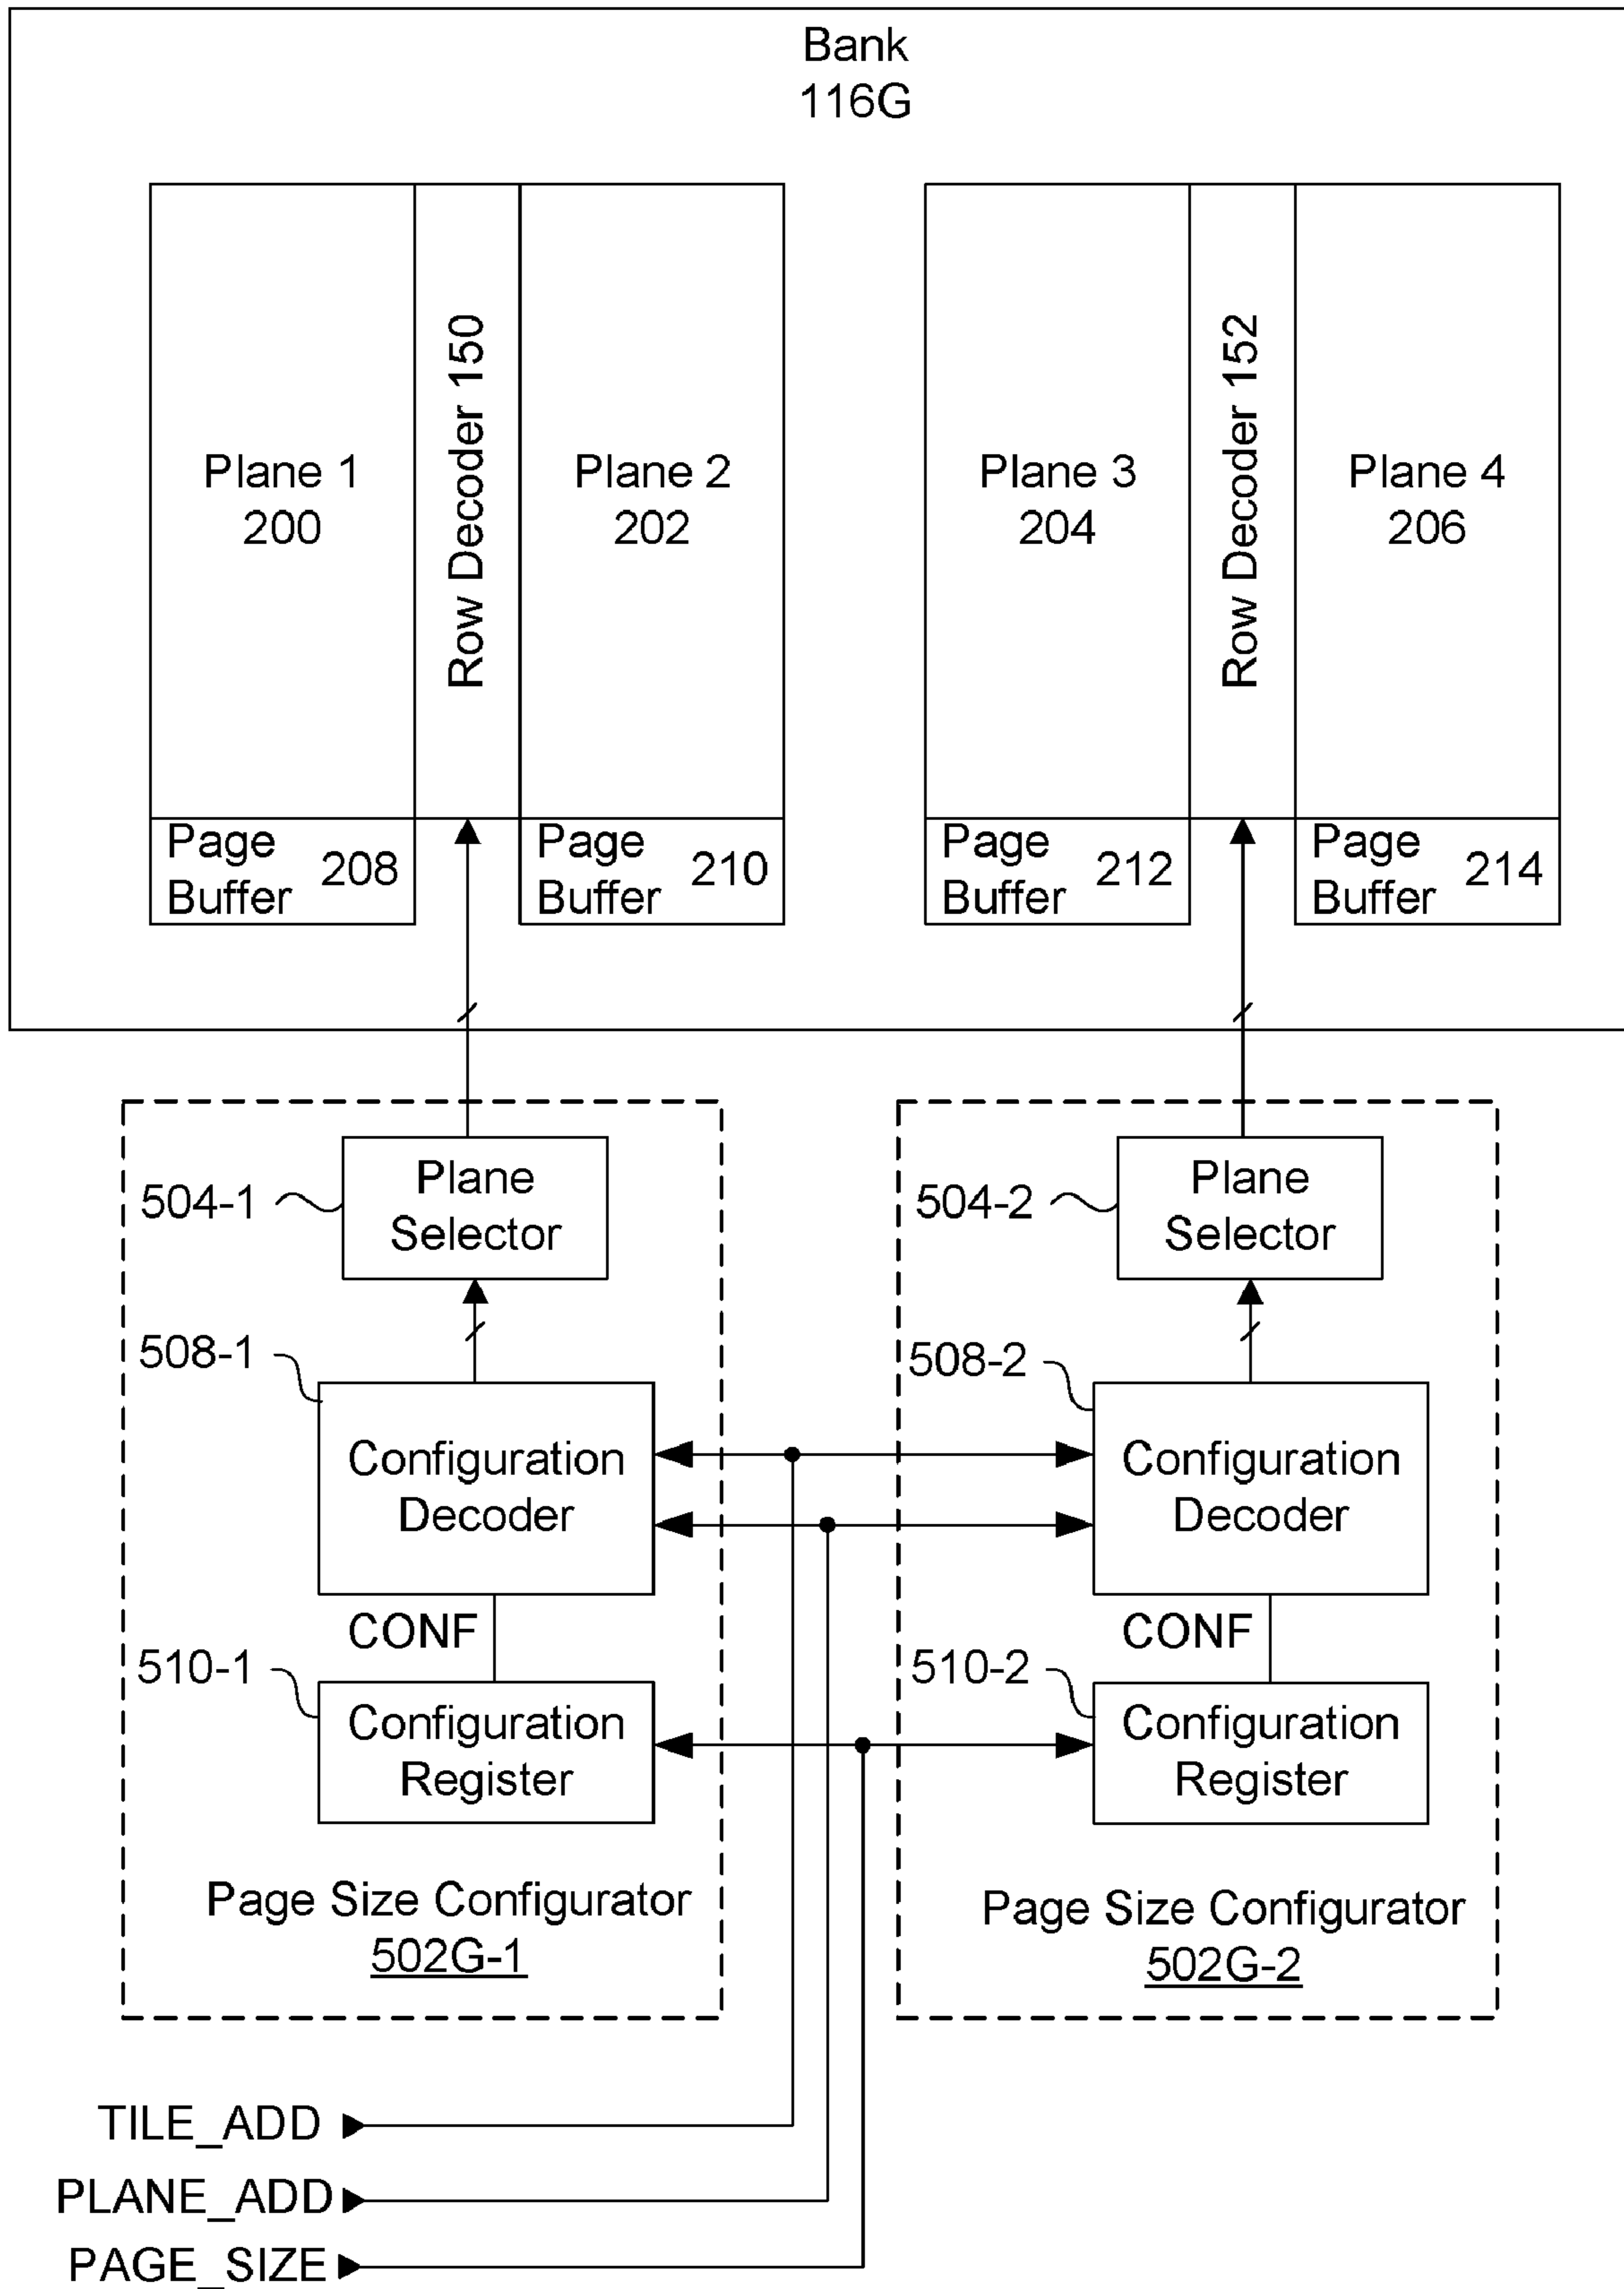 Bank
116G
Plane 1
200
Row Decoder 150
Plane 2
202
Plane 3
204
Row Decoder 152
Plane 4
206
Page
Buffer
208
Page
Buffer
210
Page
Buffer
212
Page
Buffer
214
504-1
Plane
Selector
504-2
Plane
Selector
508-1
508-2
Configuration
Decoder
Configuration
Decoder
CONF
CONF
510-1
510-2
Configuration
Register
Configuration
Register
Page Size Configurator
502G-1
Page Size Configurator
502G-2
TILE_ADD
PLANE_ADD
PAGE_SIZE